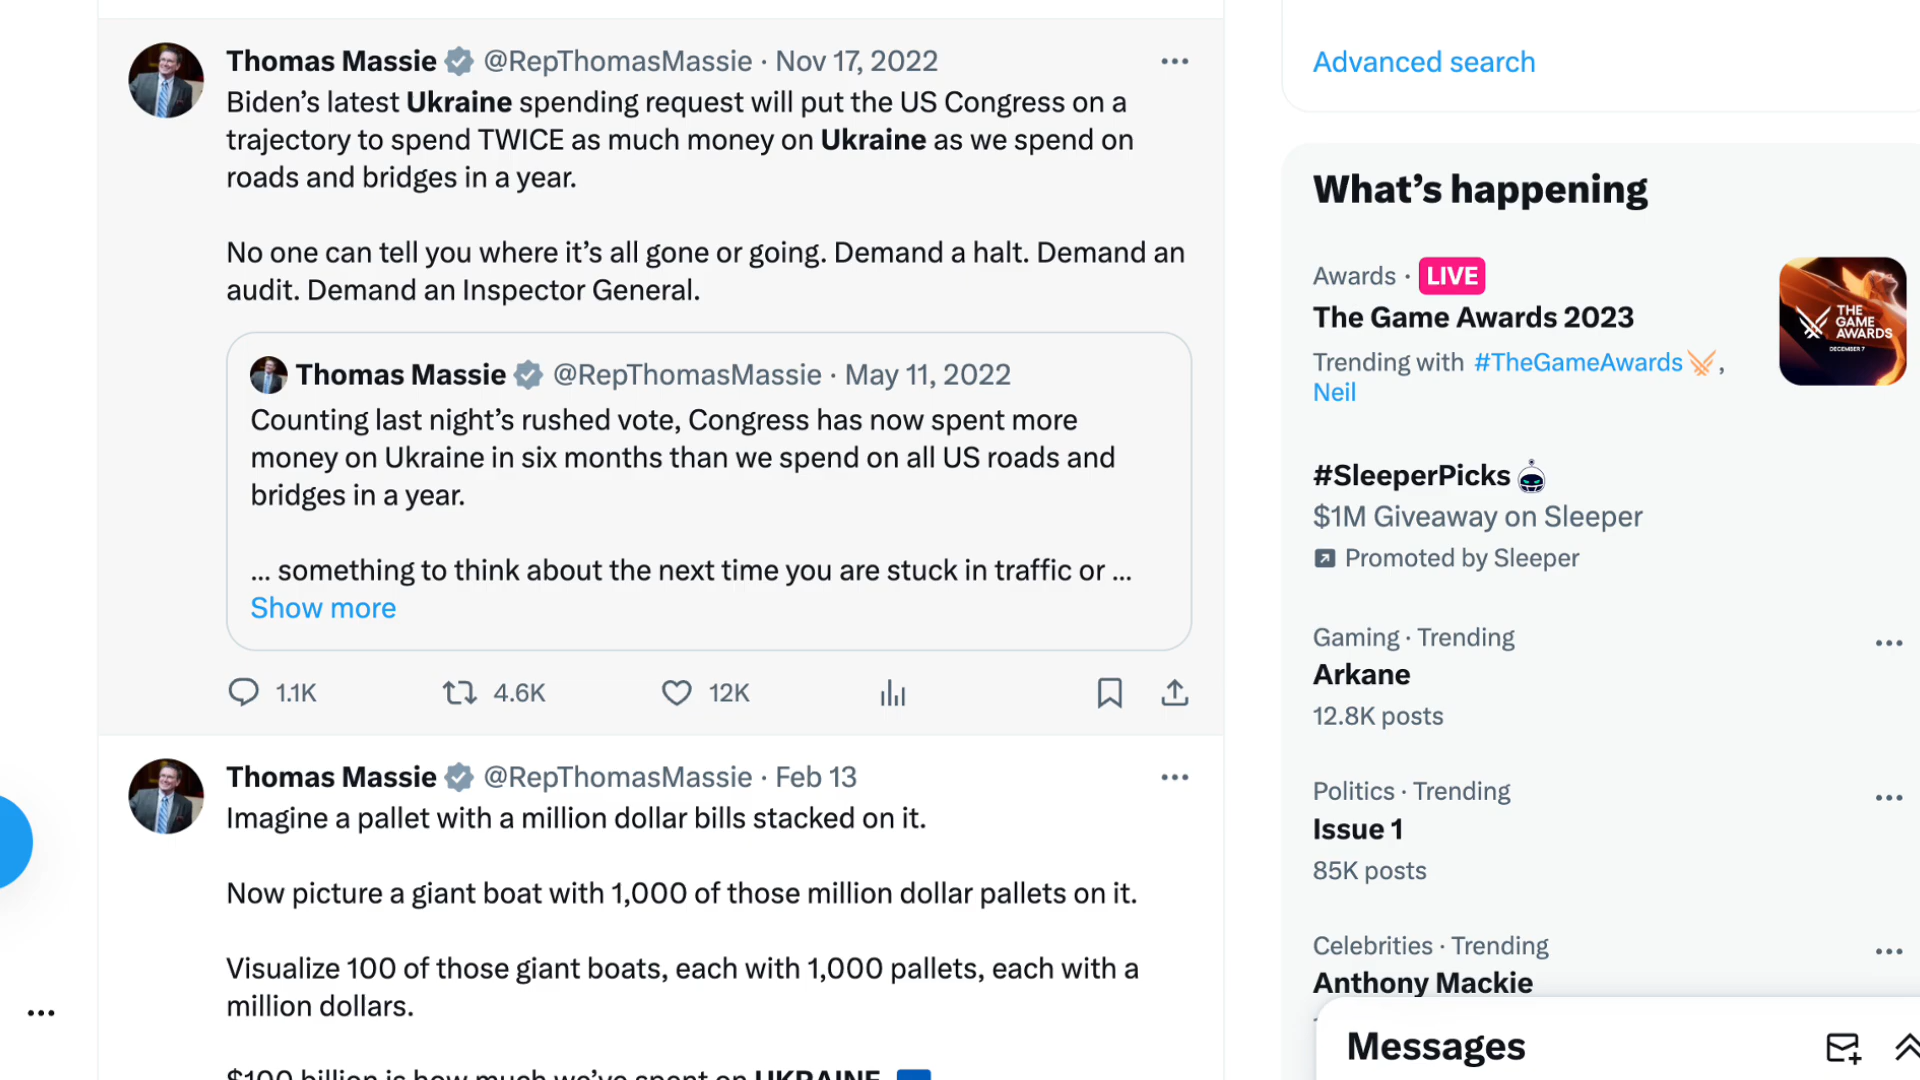 Thomas Massie @RepThomasMassie · Nov 17, 2022
Biden’s latest Ukraine spending request will put the US Congress on a
trajectory to spend TWICE as much money on Ukraine as we spend on
roads and bridges in a year.
No one can tell you where it’s all gone or going. Demand a halt. Demand an
audit. Demand an Inspector General.
Thomas Massie @RepThomasMassie · May 11, 2022
Counting last night’s rushed vote, Congress has now spent more
money on Ukraine in six months than we spend on all US roads and
bridges in a year.
... something to think about the next time you are stuck in traffic or ...
Show more
1.1K 4.6K 12K
Thomas Massie @RepThomasMassie · Feb 13
Imagine a pallet with a million dollar bills stacked on it.
Now picture a giant boat with 1,000 of those million dollar pallets on it.
Visualize 100 of those giant boats, each with 1,000 pallets, each with a
million dollars.
$100 billion is how much we’ve spent on UKRAINE
Advanced search
What’s happening
Awards · LIVE
The Game Awards 2023
Trending with #TheGameAwards ,
Neil
THE
GAME
AWARDS
DECEMBER 7
#SleeperPicks
$1M Giveaway on Sleeper
Promoted by Sleeper
Gaming · Trending
Arkane
12.8K posts
Politics · Trending
Issue 1
85K posts
Celebrities · Trending
Anthony Mackie
Messages